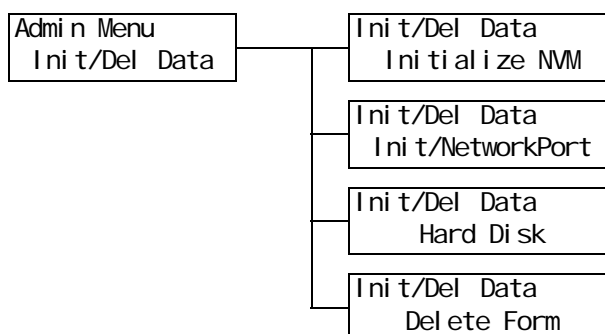 Admin Menu
Init/Del Data
Init/Del Data
Initialize NVM
Init/Del Data
Init/NetworkPort
Init/Del Data
Hard Disk
Init/Del Data
Delete Form